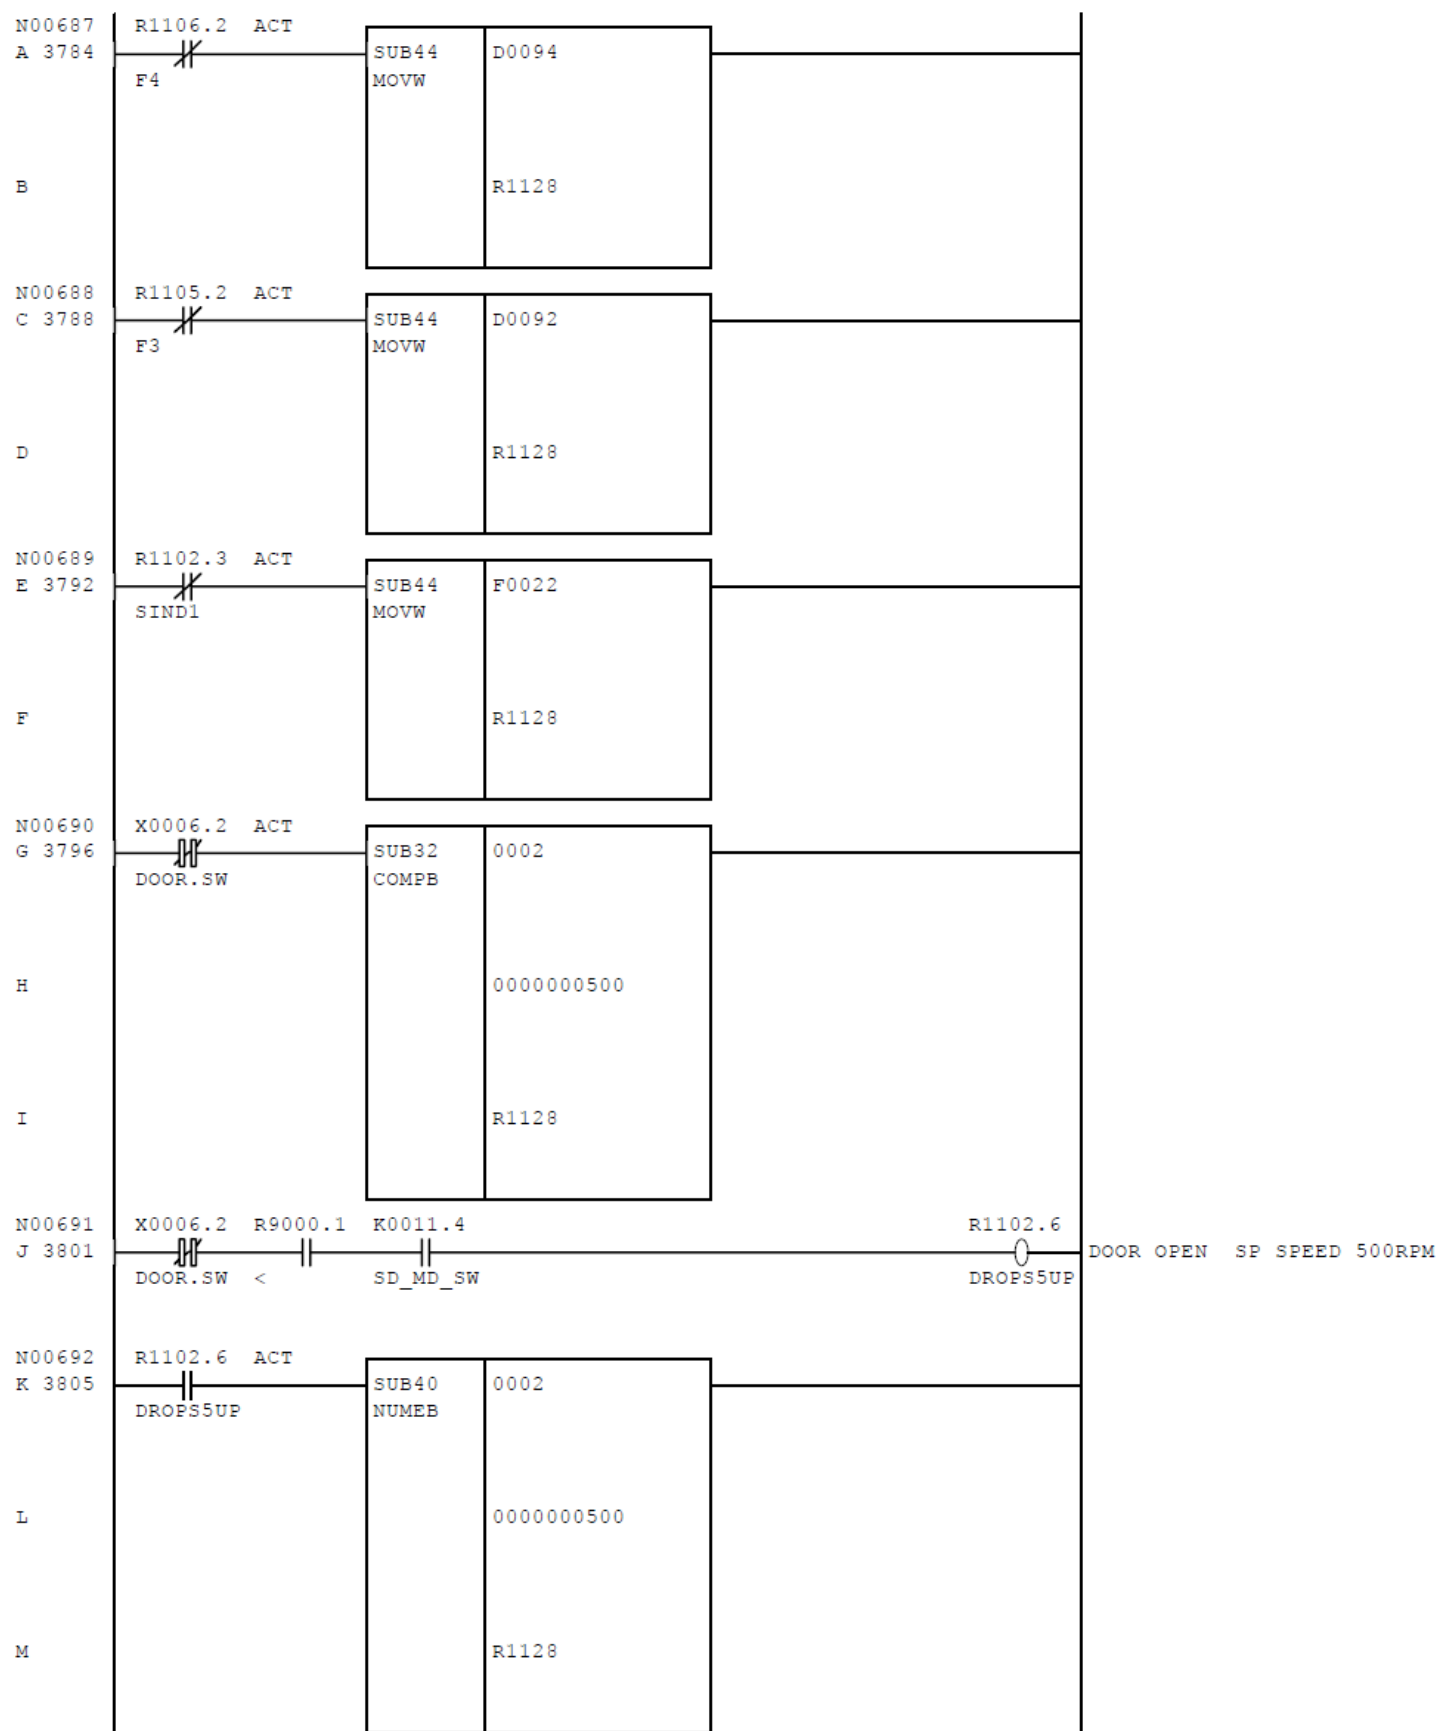 N00687 R1106.2 ACT
A 3784 SUB44 D0094
F4 MOVW
B R1128
N00688 R1105.2 ACT
C 3788 SUB44 D0092
F3 MOVW
D R1128
N00689 R1102.3 ACT
E 3792 SUB44 F0022
SIND1 MOVW
F R1128
N00690 X0006.2 ACT
G 3796 SUB32 0002
DOOR.SW COMPB
H 0000000500
I R1128
N00691 X0006.2 R9000.1 K0011.4 R1102.6
J 3801 DOOR OPEN SP SPEED 500RPM
DOOR.SW < SD_MD_SW DROPS5UP
N00692 R1102.6 ACT
K 3805 SUB40 0002
DROPS5UP NUMEB
L 0000000500
M R1128